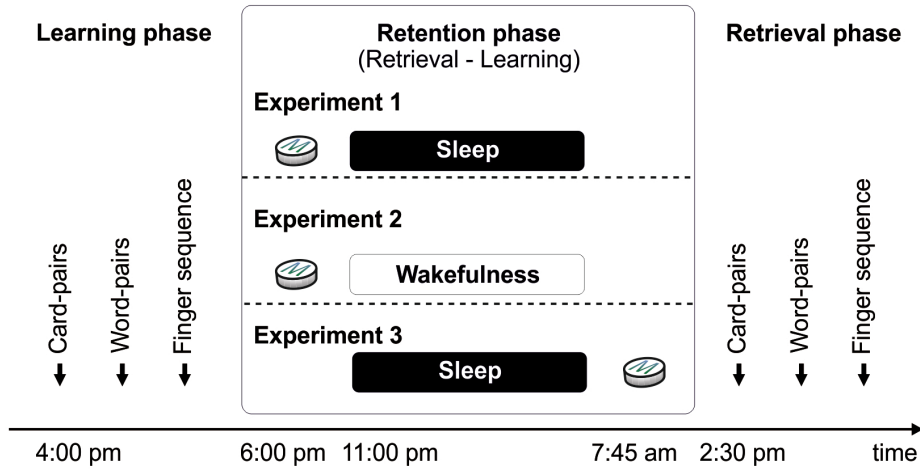 Learning phase
Retention phase
(Retrieval - Learning)
Retrieval phase
Experiment 1
Sleep
Experiment 2
Wakefulness
Experiment 3
Sleep
Card-pairs
Word-pairs
Finger sequence
Card-pairs
Word-pairs
Finger sequence
4:00 pm
6:00 pm
11:00 pm
7:45 am
2:30 pm
time